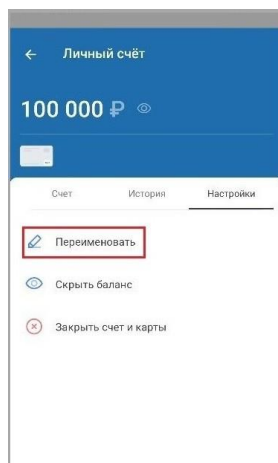 Личный счёт
100 000 ₽
Счет История Настройки
Переименовать
Скрыть баланс
Закрыть счет и карты